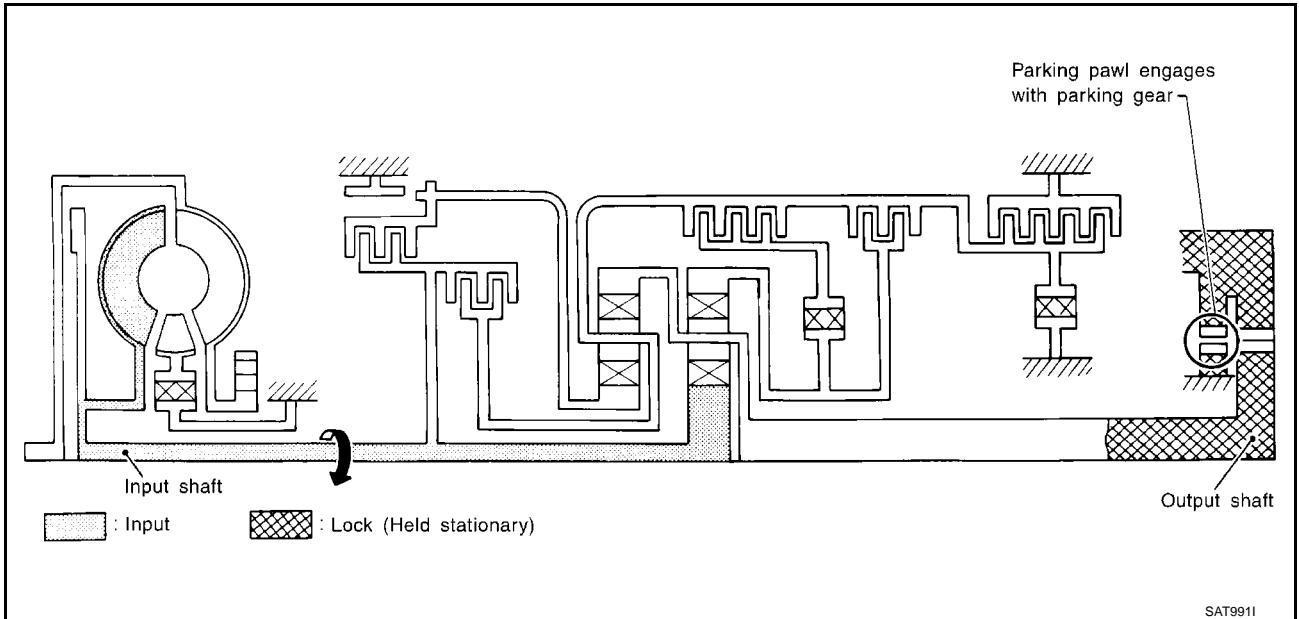 Parking pawl engages
with parking gear
Input shaft
Output shaft
: Input
: Lock (Held stationary)
SAT991I